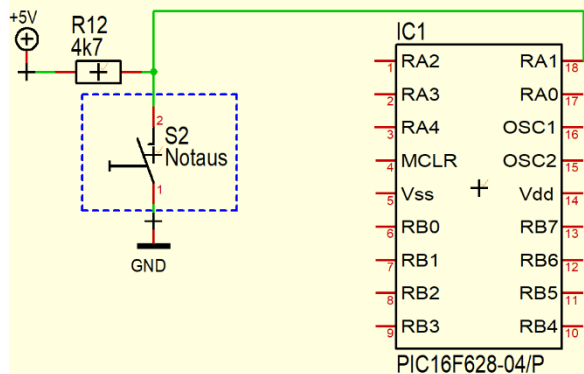 +5V
R12
4k7
2
S2
Notaus
1
GND
IC1
1 RA2 RA1 18
2 RA3 RA0 17
3 RA4 OSC1 16
4 MCLR OSC2 15
5 Vss Vdd 14
6 RB0 RB7 13
7 RB1 RB6 12
8 RB2 RB5 11
9 RB3 RB4 10
PIC16F628-04/P